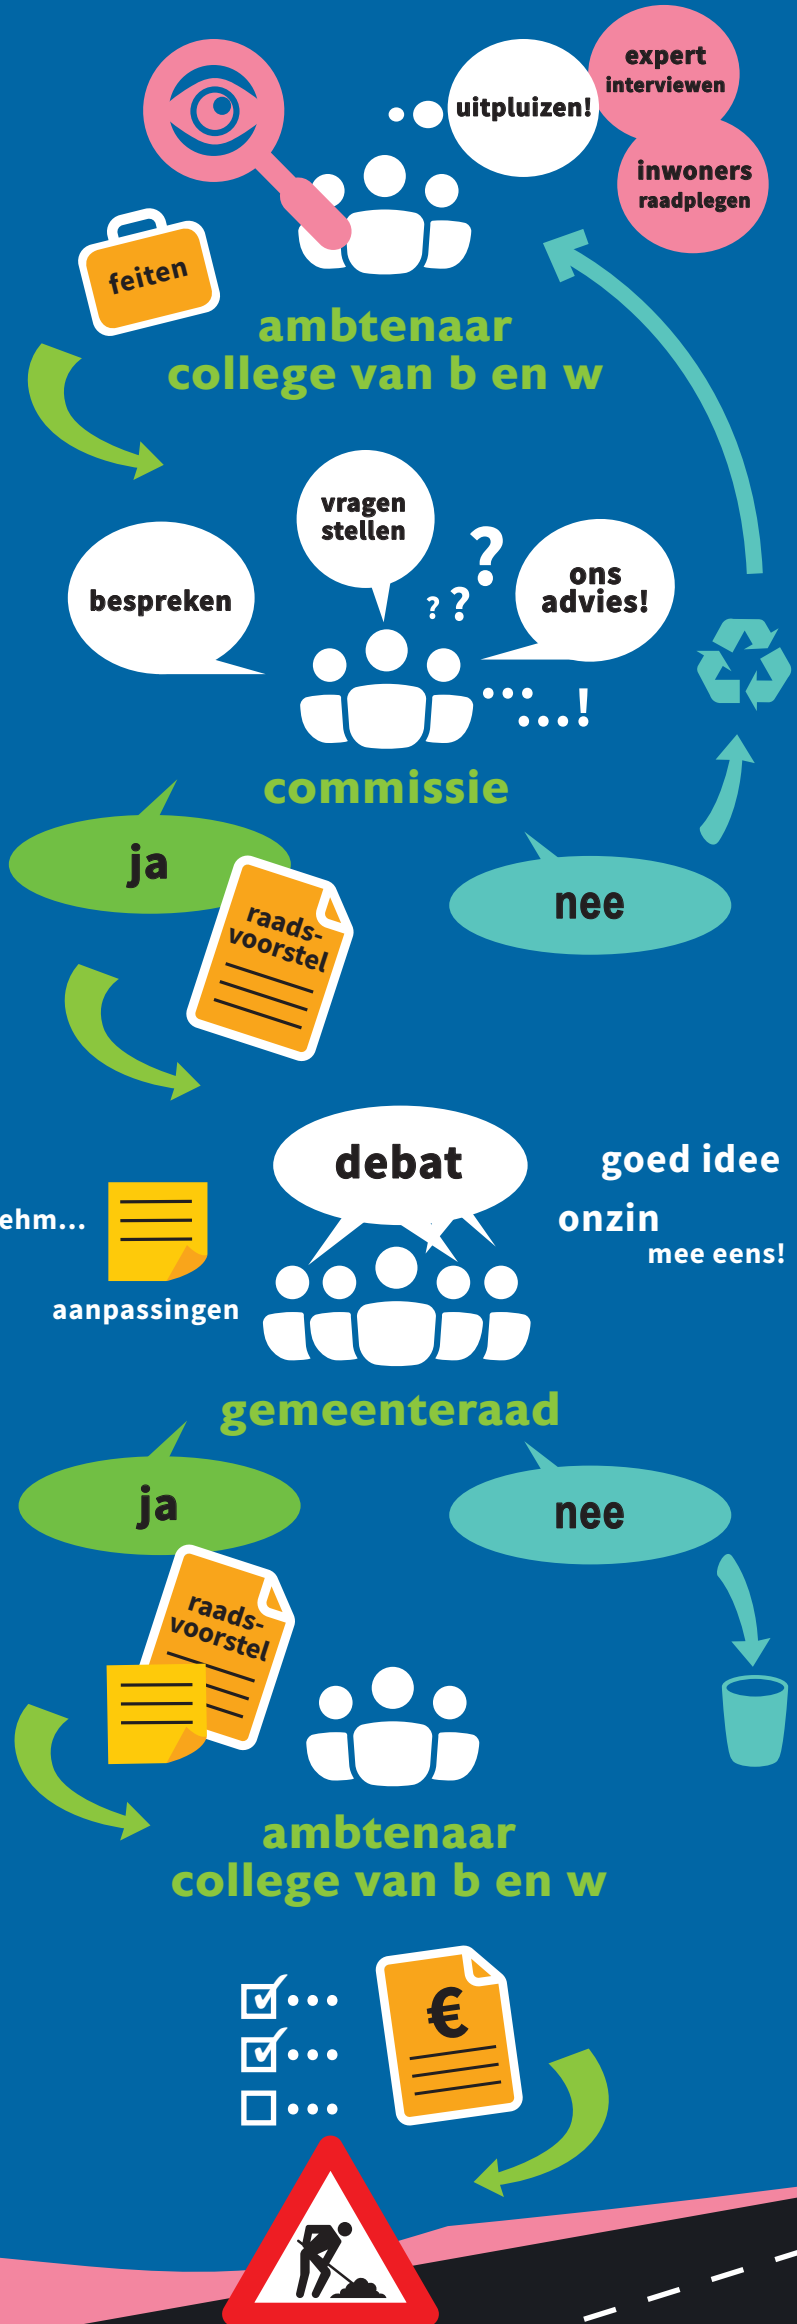 expert
interviewen
uitpluizen!
inwoners
raadplegen
feiten
ambtenaar
college van b en w
vragen
stellen
bespreken
ons
advies!
? ? ?
...
...!
commissie
ja
nee
raads-
voorstel
debat
goed idee
onzin
mee eens!
ehm...
aanpassingen
gemeenteraad
ja
nee
raads-
voorstel
ambtenaar
college van b en w
...
...
...
€